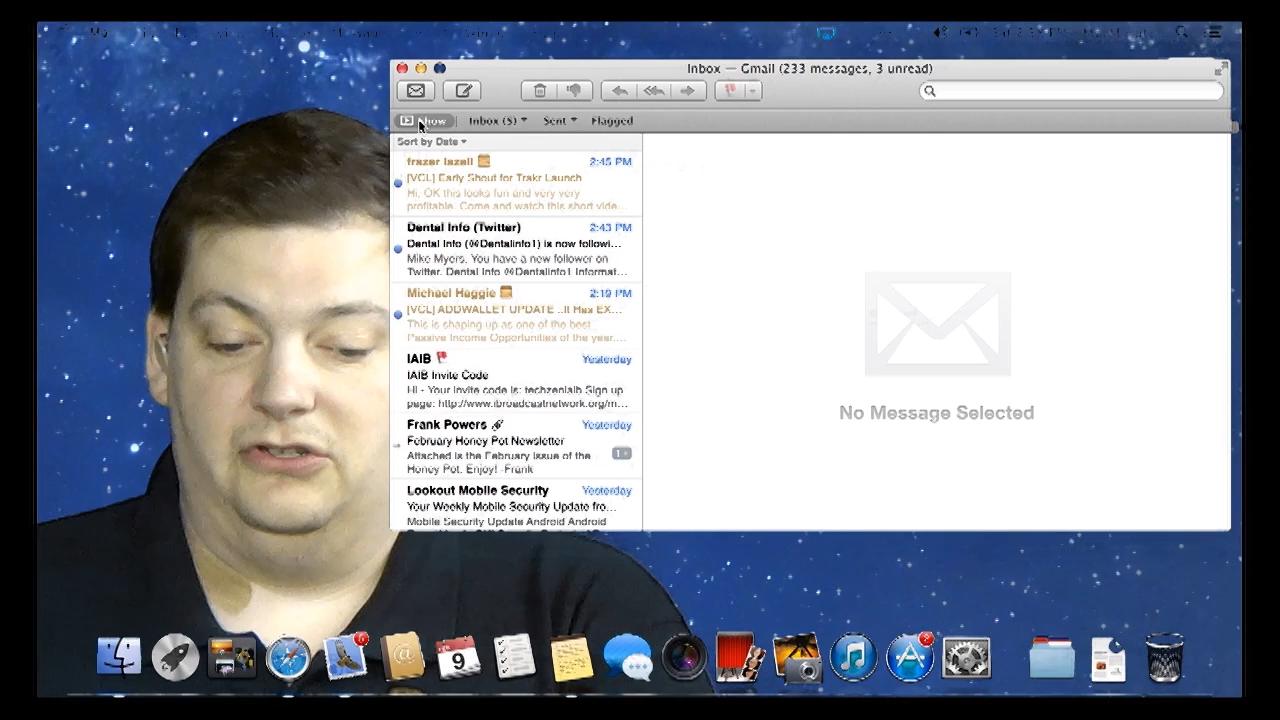 Inbox — Gmail (233 messages, 3 unread)
Show
Inbox (5)
Sent
Flagged
Sort by Date
frazer lazell
2:45 PM
[VCL] Early Shout for Trakr Launch
Hi, OK this looks fun and very very
profitable. Come and watch this short vide...
Dental Info (Twitter)
2:43 PM
Dental Info (@Dentalinfo1) is now followi...
Mike Myers, You have a new follower on
Twitter. Dental Info @Dentalinfo1 Informat...
Michael Haggie
2:19 PM
[VCL] ADDWALLET UPDATE ..It Has EX...
This is shaping up as one of the best
Passive Income Opportunities of the year....
IAIB
Yesterday
IAIB Invite Code
Hi - Your invite code is: techzeniaib Sign up
page: http://www.ibroadcastnetwork.org/m...
Frank Powers
Yesterday
February Honey Pot Newsletter
Attached is the February issue of the
Honey Pot. Enjoy! -Frank
1
Lookout Mobile Security
Yesterday
Your Weekly Mobile Security Update fro...
Mobile Security Update Android Android
No Message Selected
6
9
2